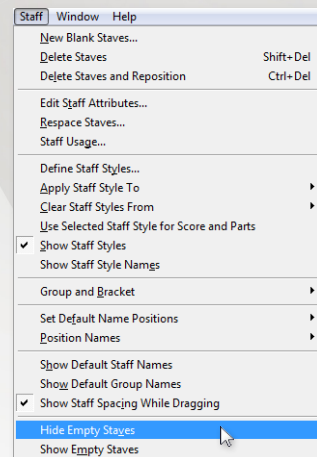 Staff Window Help
New Blank Staves...
Delete Staves Shift+Del
Delete Staves and Reposition Ctrl+Del
Edit Staff Attributes...
Respace Staves...
Staff Usage...
Define Staff Styles...
Apply Staff Style To
Clear Staff Styles From
Use Selected Staff Style for Score and Parts
Show Staff Styles
Show Staff Style Names
Group and Bracket
Set Default Name Positions
Position Names
Show Default Staff Names
Show Default Group Names
Show Staff Spacing While Dragging
Hide Empty Staves
Show Empty Staves